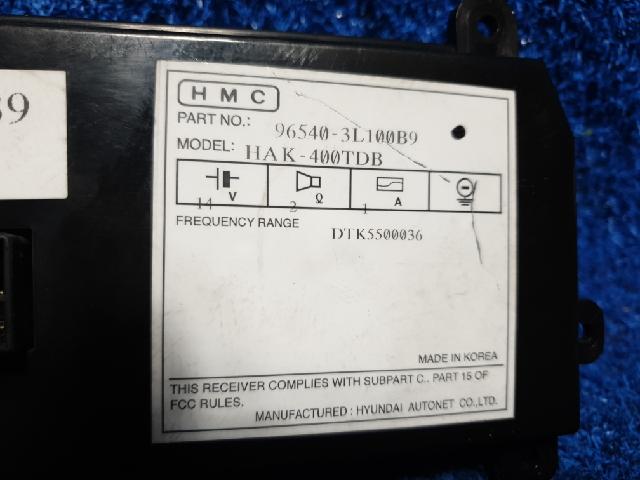 HMC
PART NO.: 96540-3L100B9
MODEL: HAK-400TDB
14 V 2 Ω 1 A
FREQUENCY RANGE
DTK5500036
MADE IN KOREA
THIS RECEIVER COMPLIES WITH SUBPART C., PART 15 OF
FCC RULES.
MANUFACTURED : HYUNDAI AUTONET CO.,LTD.